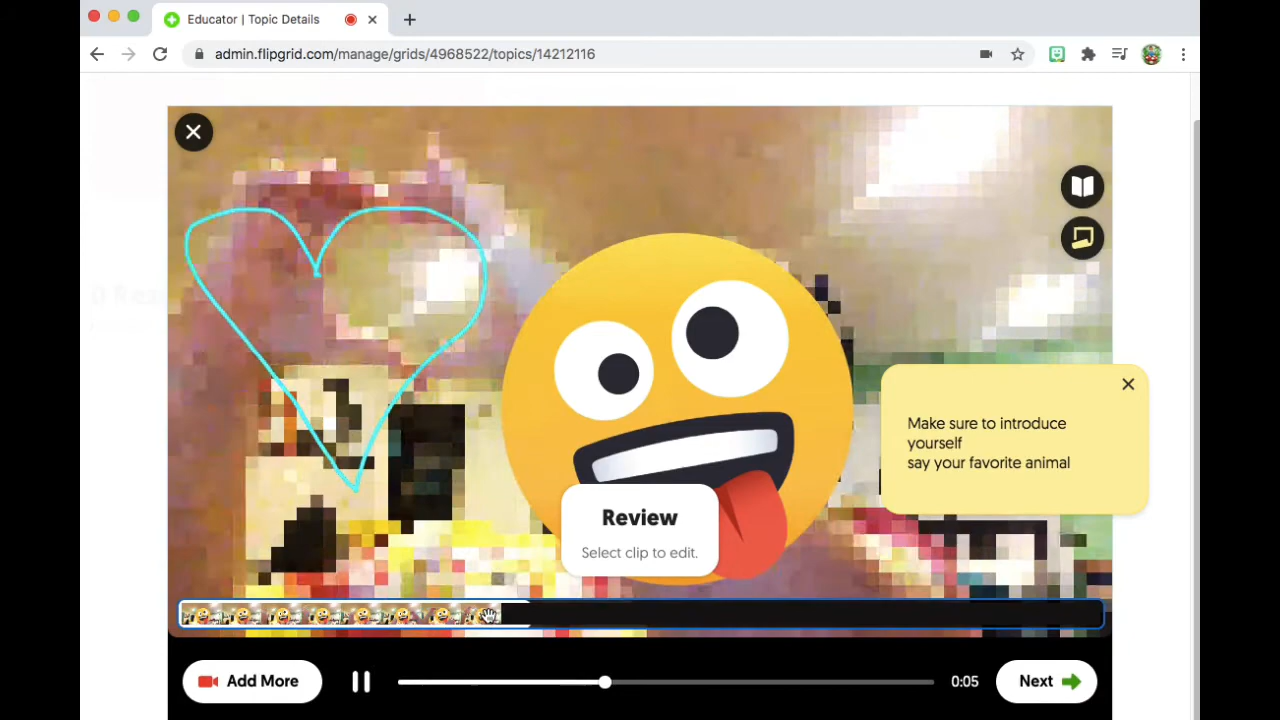 Educator | Topic Details
admin.flipgrid.com/manage/grids/4968522/topics/14212116
Make sure to introduce
yourself
say your favorite animal
Review
Select clip to edit.
Add More
0:05
Next